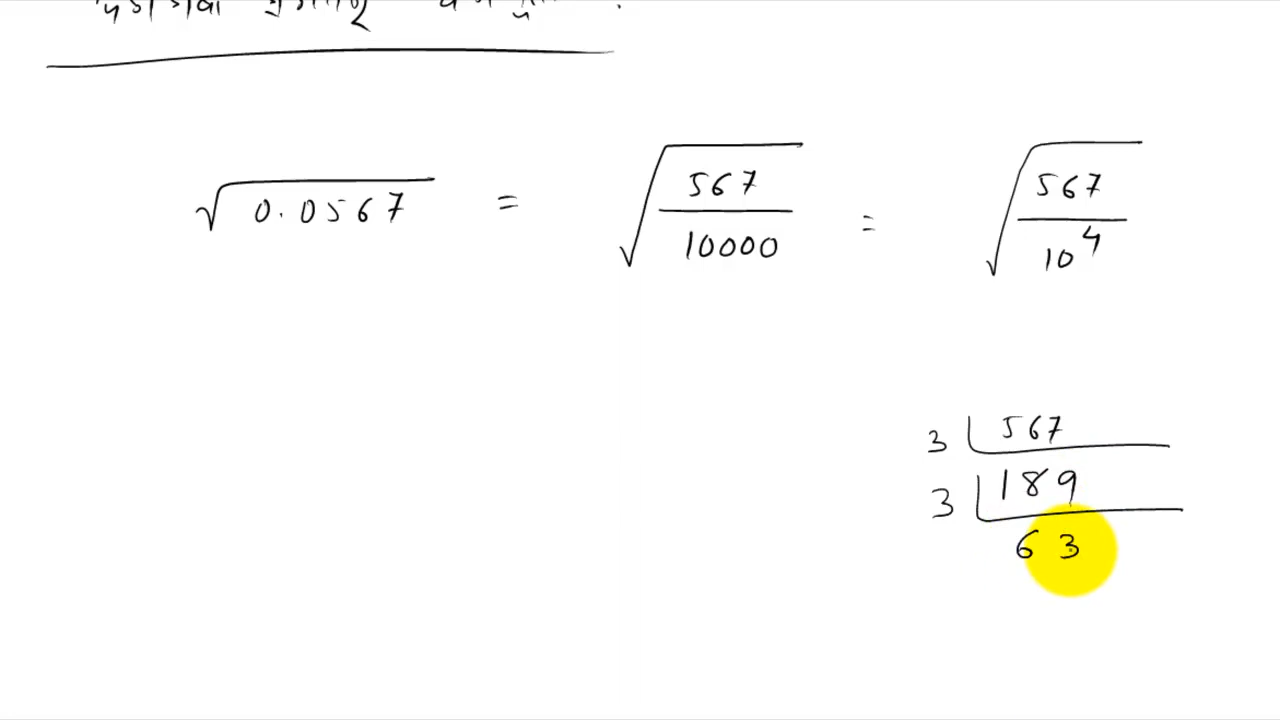 √0.0567 = √567/10000 = √567/10⁴
3 | 567
3 | 189
63